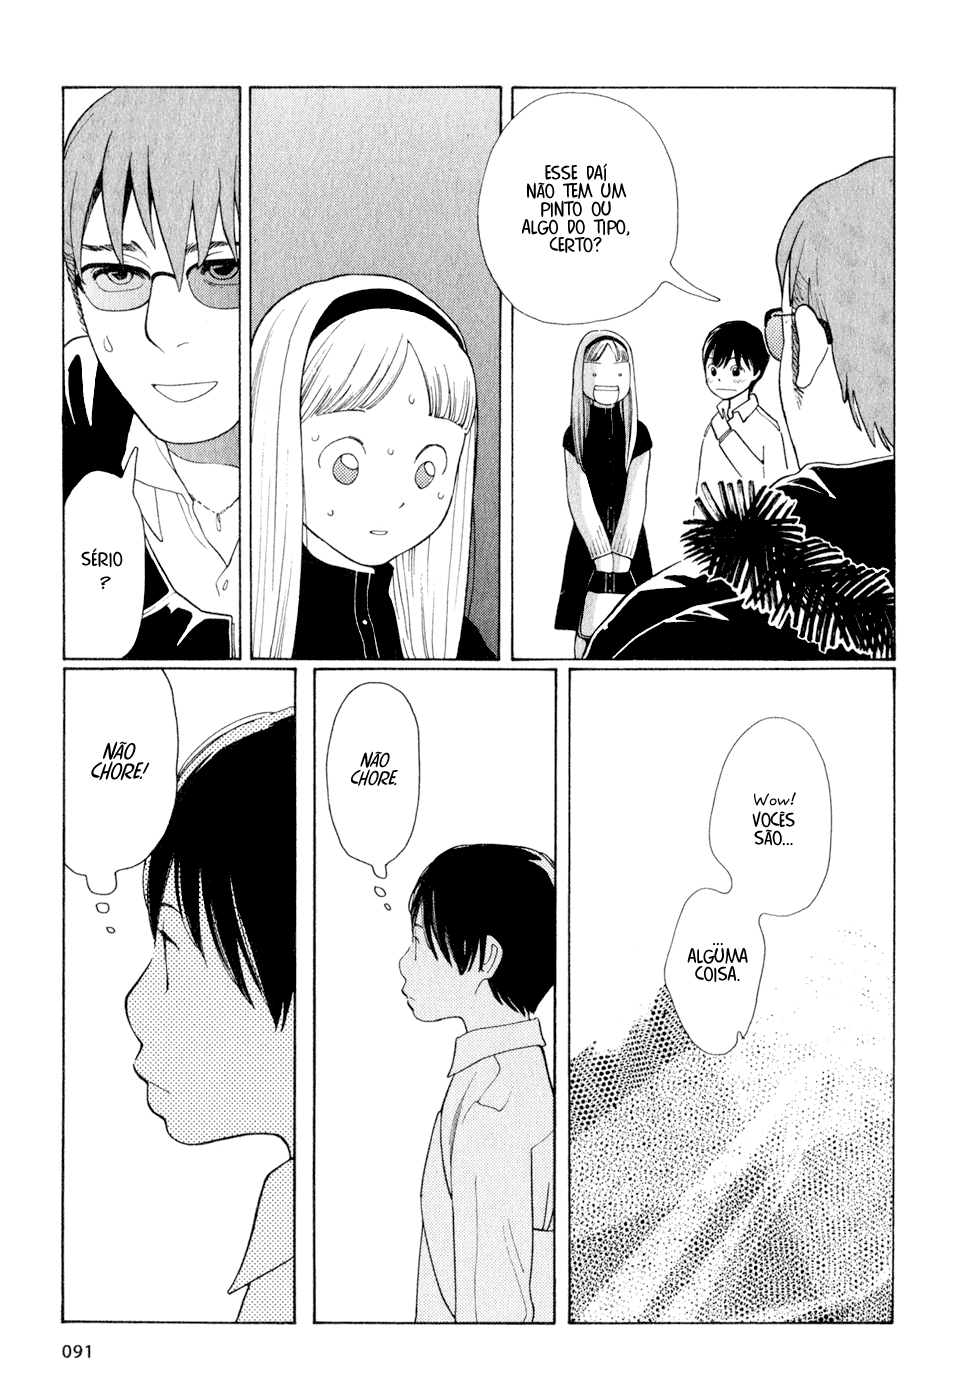 ESSE DAÍ
NÃO TEM UM
PINTO OU
ALGO DO TIPO,
CERTO?
SÉRIO
?
Wow!
VOCÊS
SÃO...
ALGÜMA
COISA.
NÃO
CHORE.
NÃO
CHORE!
091